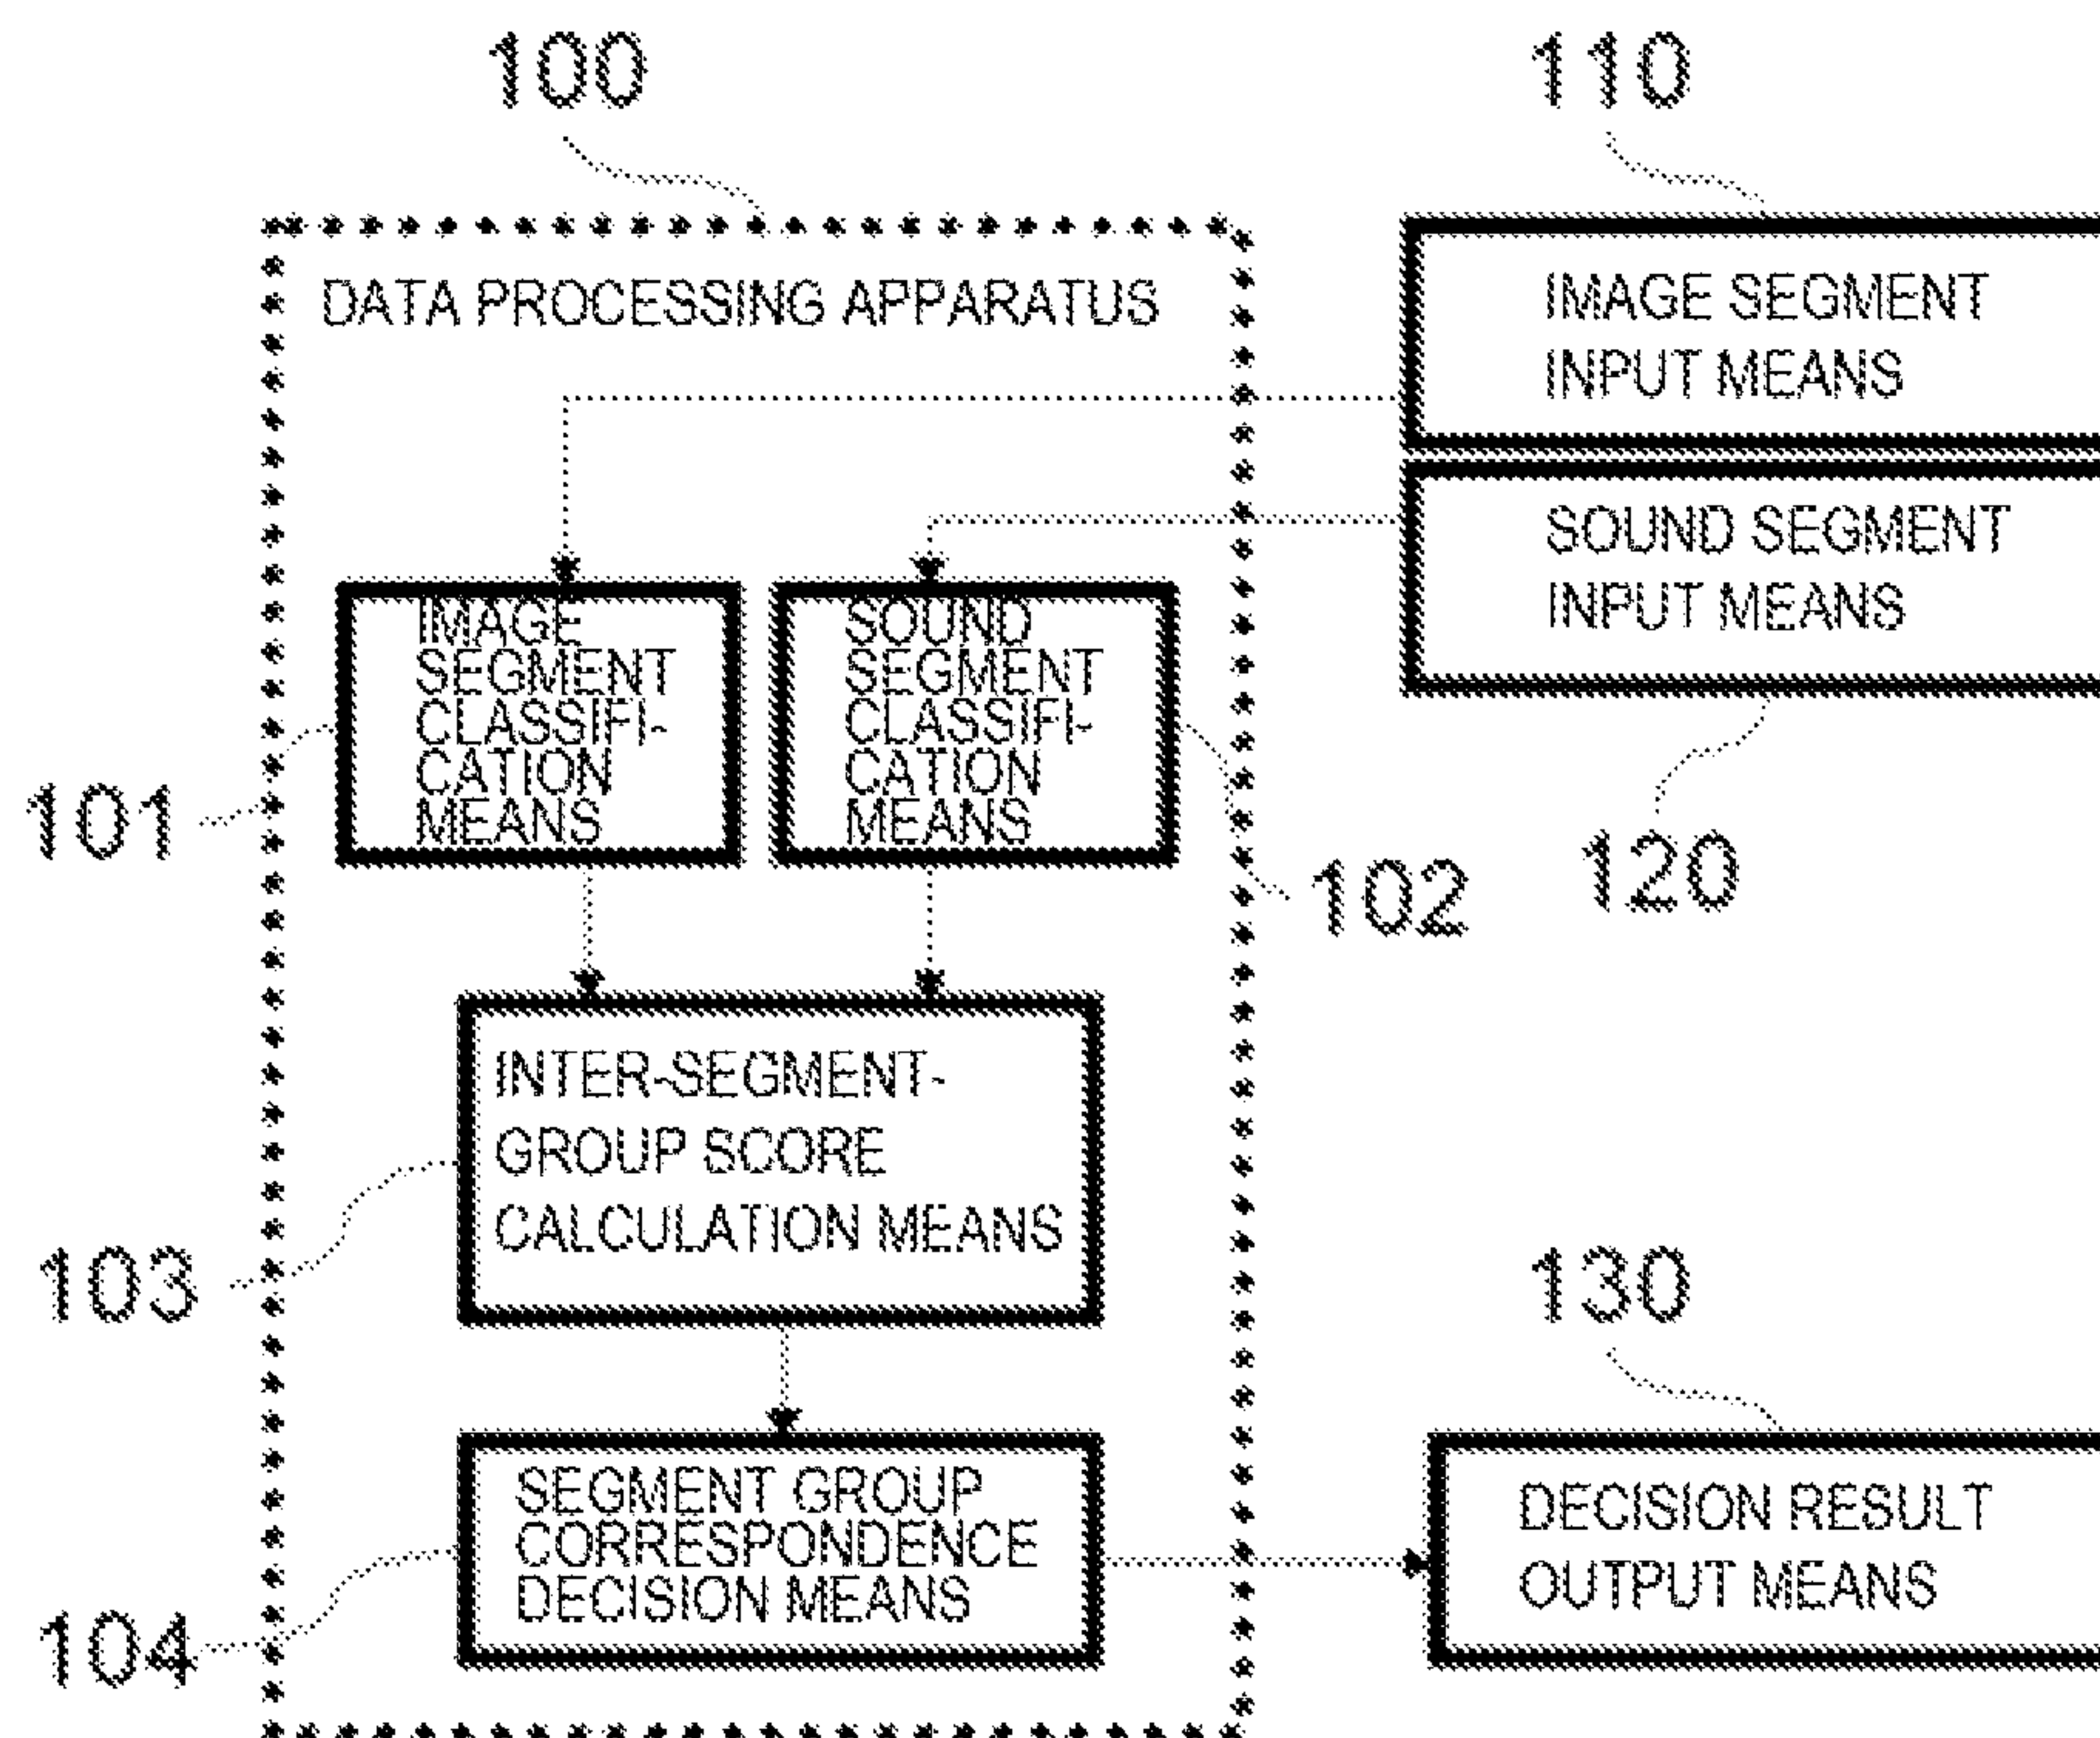 100
110
DATA PROCESSING APPARATUS
IMAGE SEGMENT
INPUT MEANS
SOUND SEGMENT
INPUT MEANS
IMAGE
SEGMENT
CLASSIFI-
CATION
MEANS
SOUND
SEGMENT
CLASSIFI-
CATION
MEANS
101
102
120
INTER-SEGMENT-
GROUP SCORE
CALCULATION MEANS
103
130
SEGMENT GROUP
CORRESPONDENCE
DECISION MEANS
104
DECISION RESULT
OUTPUT MEANS